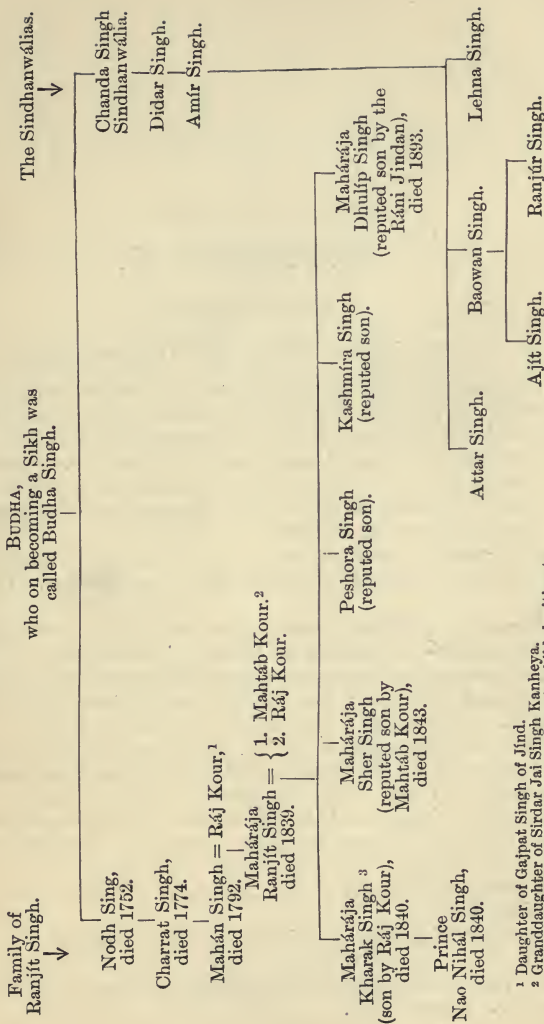 Family of
Ranjít Singh.
BUDHA,
who on becoming a Sikh was
called Budha Singh.
The Sindhanwálias.
Nodh Sing,
died 1752.
Charrat Singh,
died 1774.
Mahán Singh = Ráj Kour,¹
died 1792.
Mahárája
Ranjít Singh = { 1. Mahtáb Kour.²
2. Ráj Kour.
died 1839.
Chanda Singh
Sindhanwália.
Didar Singh.
Amír Singh.
Mahárája
Kharak Singh ³
(son by Ráj Kour),
died 1840.
Prince
Nao Nihál Singh,
died 1840.
Mahárája
Sher Singh
(reputed son by
Mahtáb Kour),
died 1843.
Peshora Singh
(reputed son).
Kashmíra Singh
(reputed son).
Mahárája
Dhulíp Singh
(reputed son by the
Ráni Jindan),
died 1893.
Attar Singh.
Baowan Singh.
Lehna Singh.
Ajít Singh.
Ranjúr Singh.
¹ Daughter of Gajpat Singh of Jínd.
² Granddaughter of Sirdar Jai Singh Kanheya.